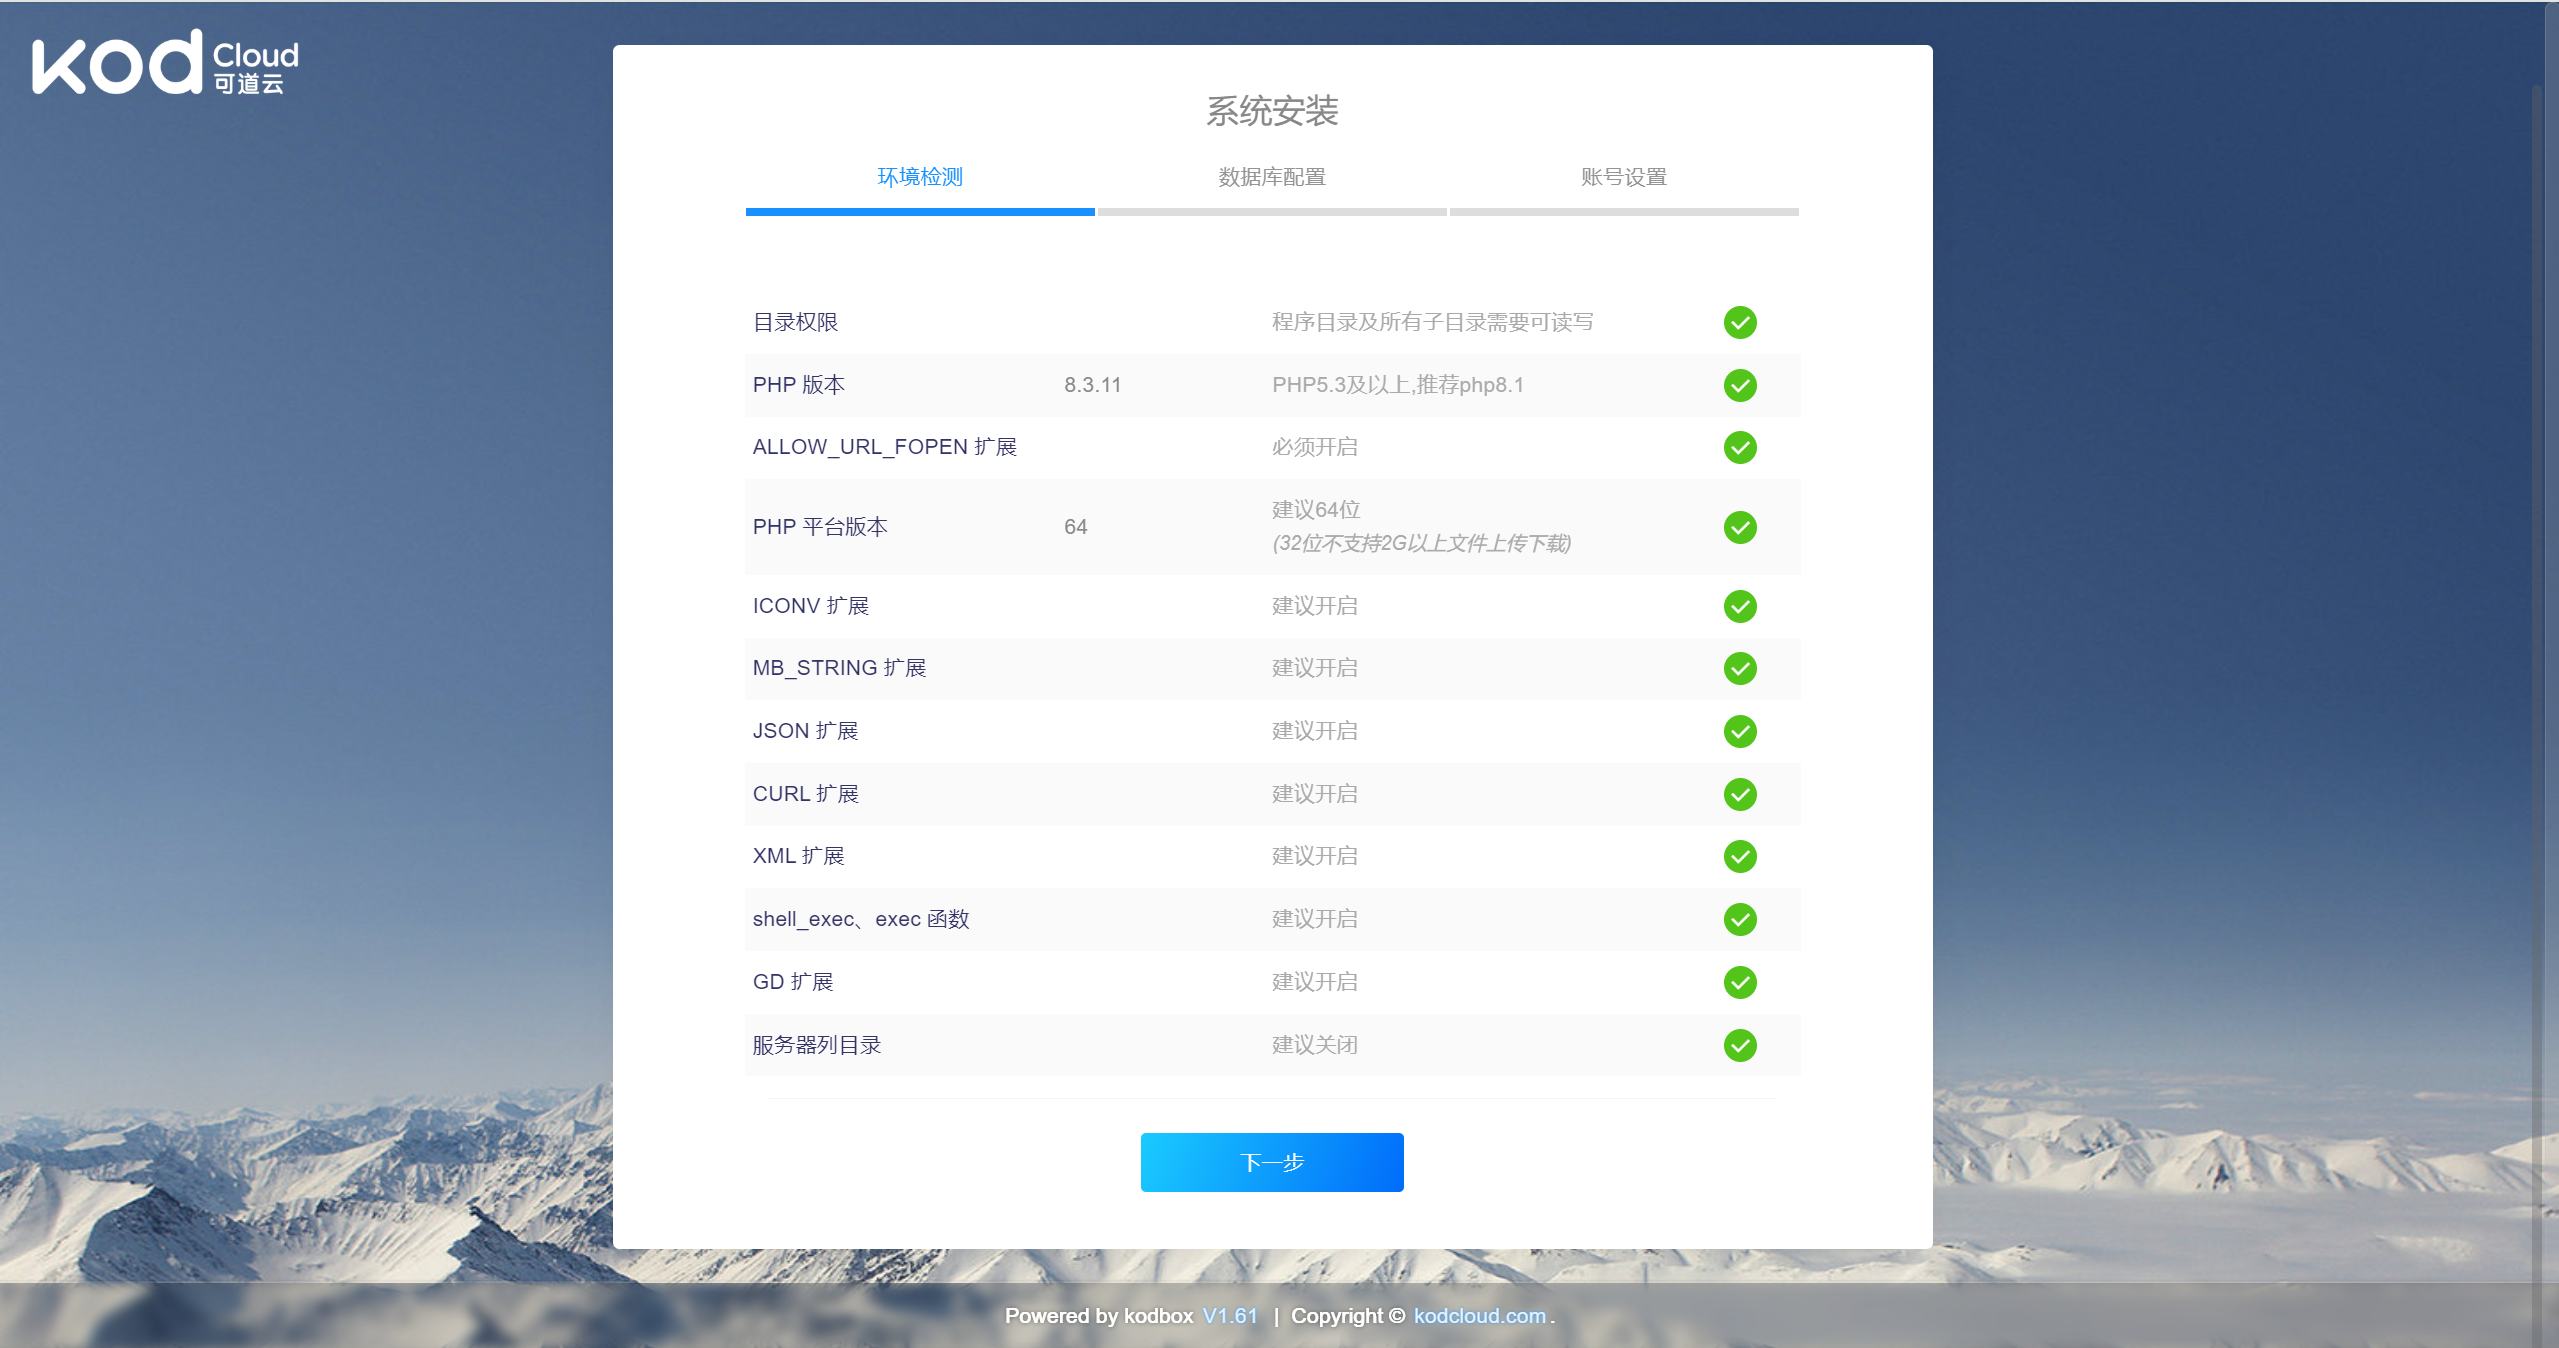 kod Cloud
可道云
系统安装
环境检测 数据库配置 账号设置
目录权限 程序目录及所有子目录需要可读写
PHP 版本 8.3.11 PHP5.3及以上,推荐php8.1
ALLOW_URL_FOPEN 扩展 必须开启
PHP 平台版本 64 建议64位
(32位不支持2G以上文件上传下载)
ICONV 扩展 建议开启
MB_STRING 扩展 建议开启
JSON 扩展 建议开启
CURL 扩展 建议开启
XML 扩展 建议开启
shell_exec、exec 函数 建议开启
GD 扩展 建议开启
服务器列目录 建议关闭
下一步
Powered by kodbox V1.61 | Copyright © kodcloud.com.